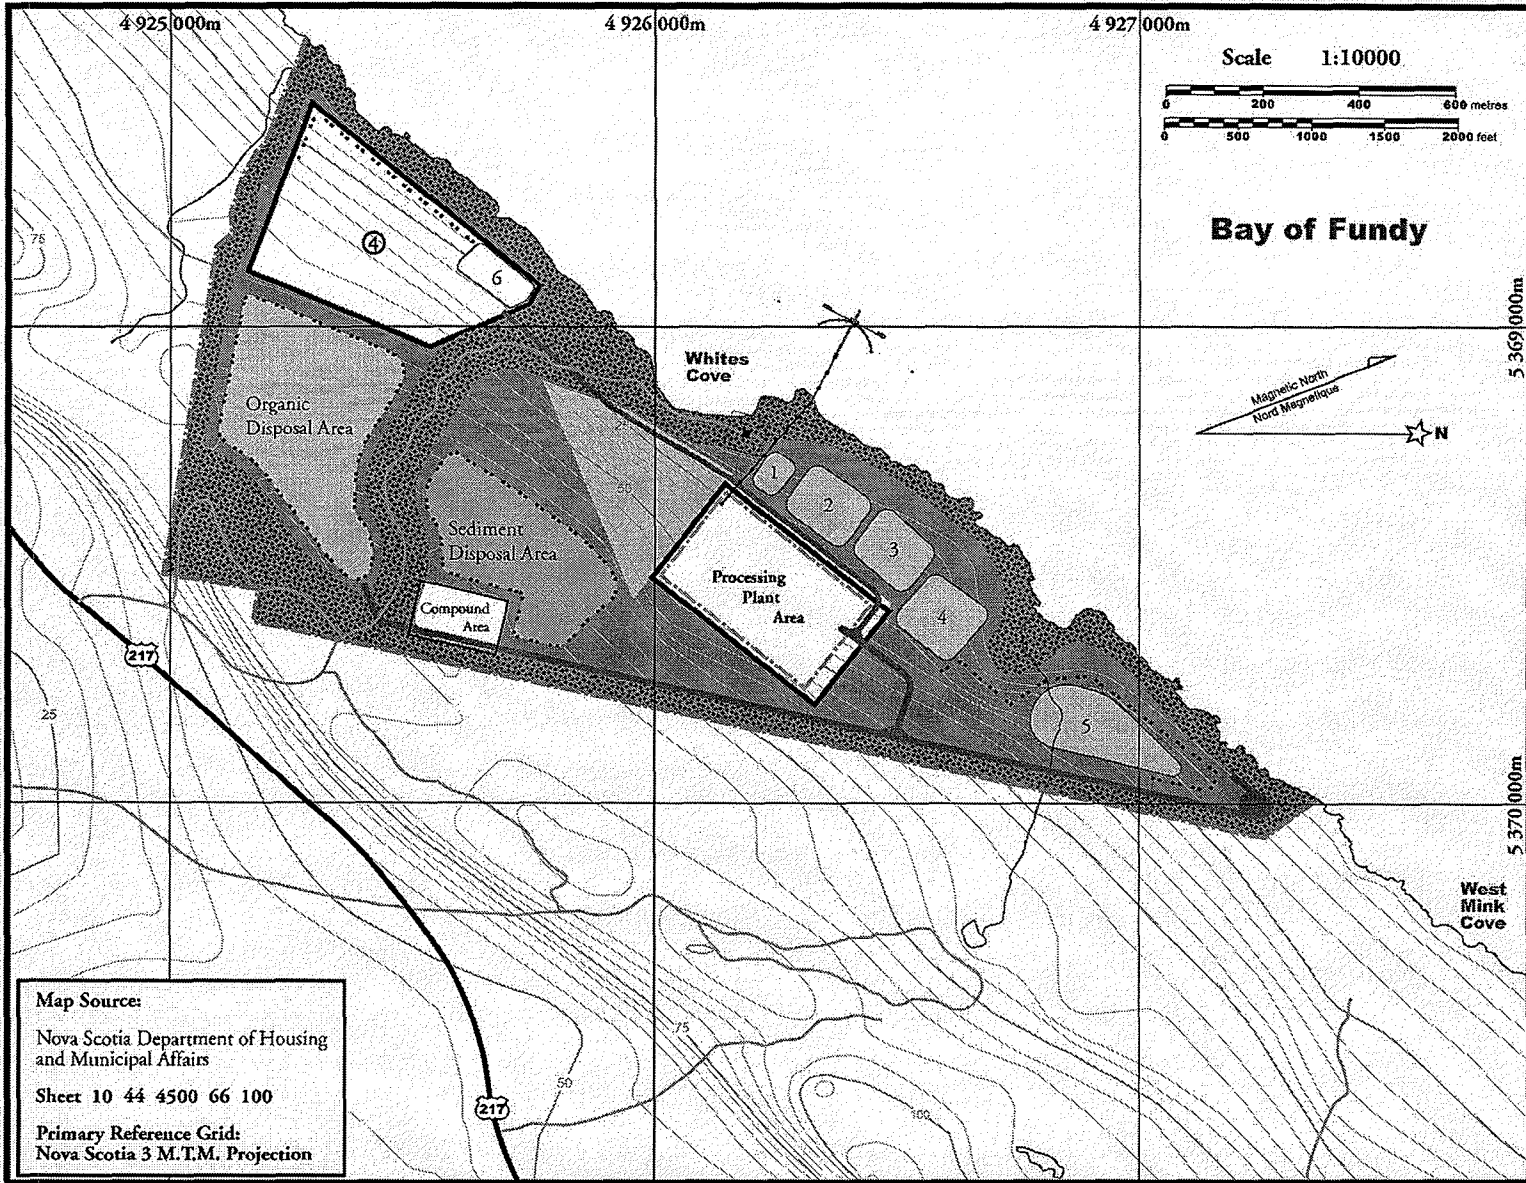 4 925 000m
4 926 000m
4 927 000m
Scale 1:10000
0 200 400 600 metres
0 500 1000 1500 2000 feet
Bay of Fundy
75
④
6
5 369 000m
Whites
Cove
Magnetic North
Nord Magnetique
N
Organic
Disposal Area
25
50
1
2
3
4
5
Sediment
Disposal Area
Processing
Plant
Area
Compound
Area
217
25
5 370 000m
West
Mink
Cove
Map Source:
Nova Scotia Department of Housing
and Municipal Affairs
Sheet 10 44 4500 66 100
Primary Reference Grid:
Nova Scotia 3 M.T.M. Projection
75
50
100
217